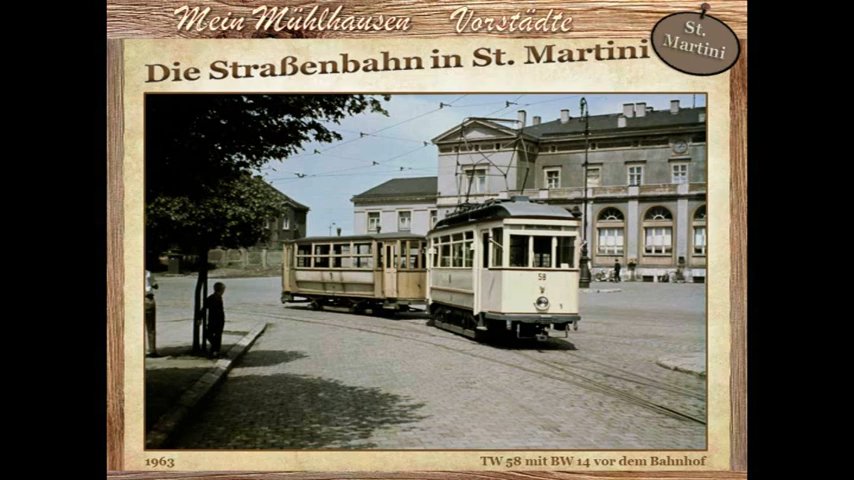 Mein Mühlhausen Vorstädte
St.
Martini
Die Straßenbahn in St. Martini
58
1963
TW 58 mit BW 14 vor dem Bahnhof